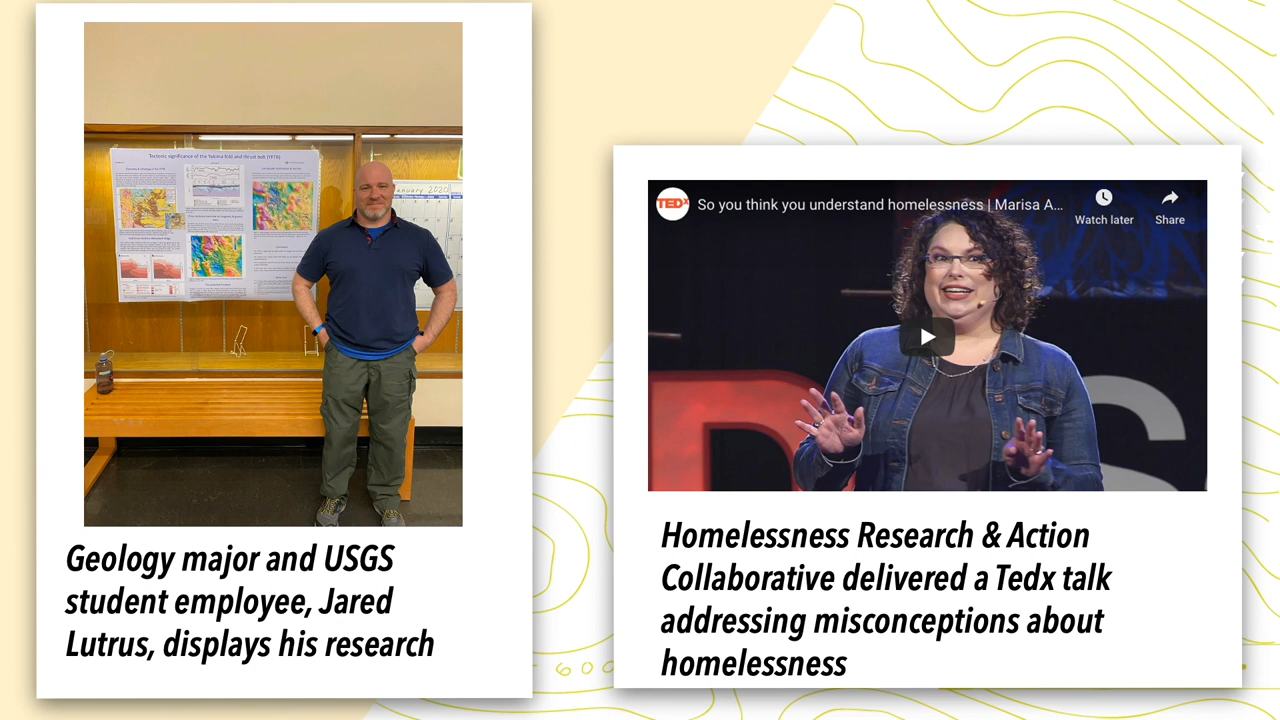 Tectonic significance of the Yakima fold and thrust belt (YFTB)
January 2020
Geology major and USGS
student employee, Jared
Lutrus, displays his research
TEDx
So you think you understand homelessness | Marisa A...
Watch later
Share
Homelessness Research & Action
Collaborative delivered a Tedx talk
addressing misconceptions about
homelessness
600